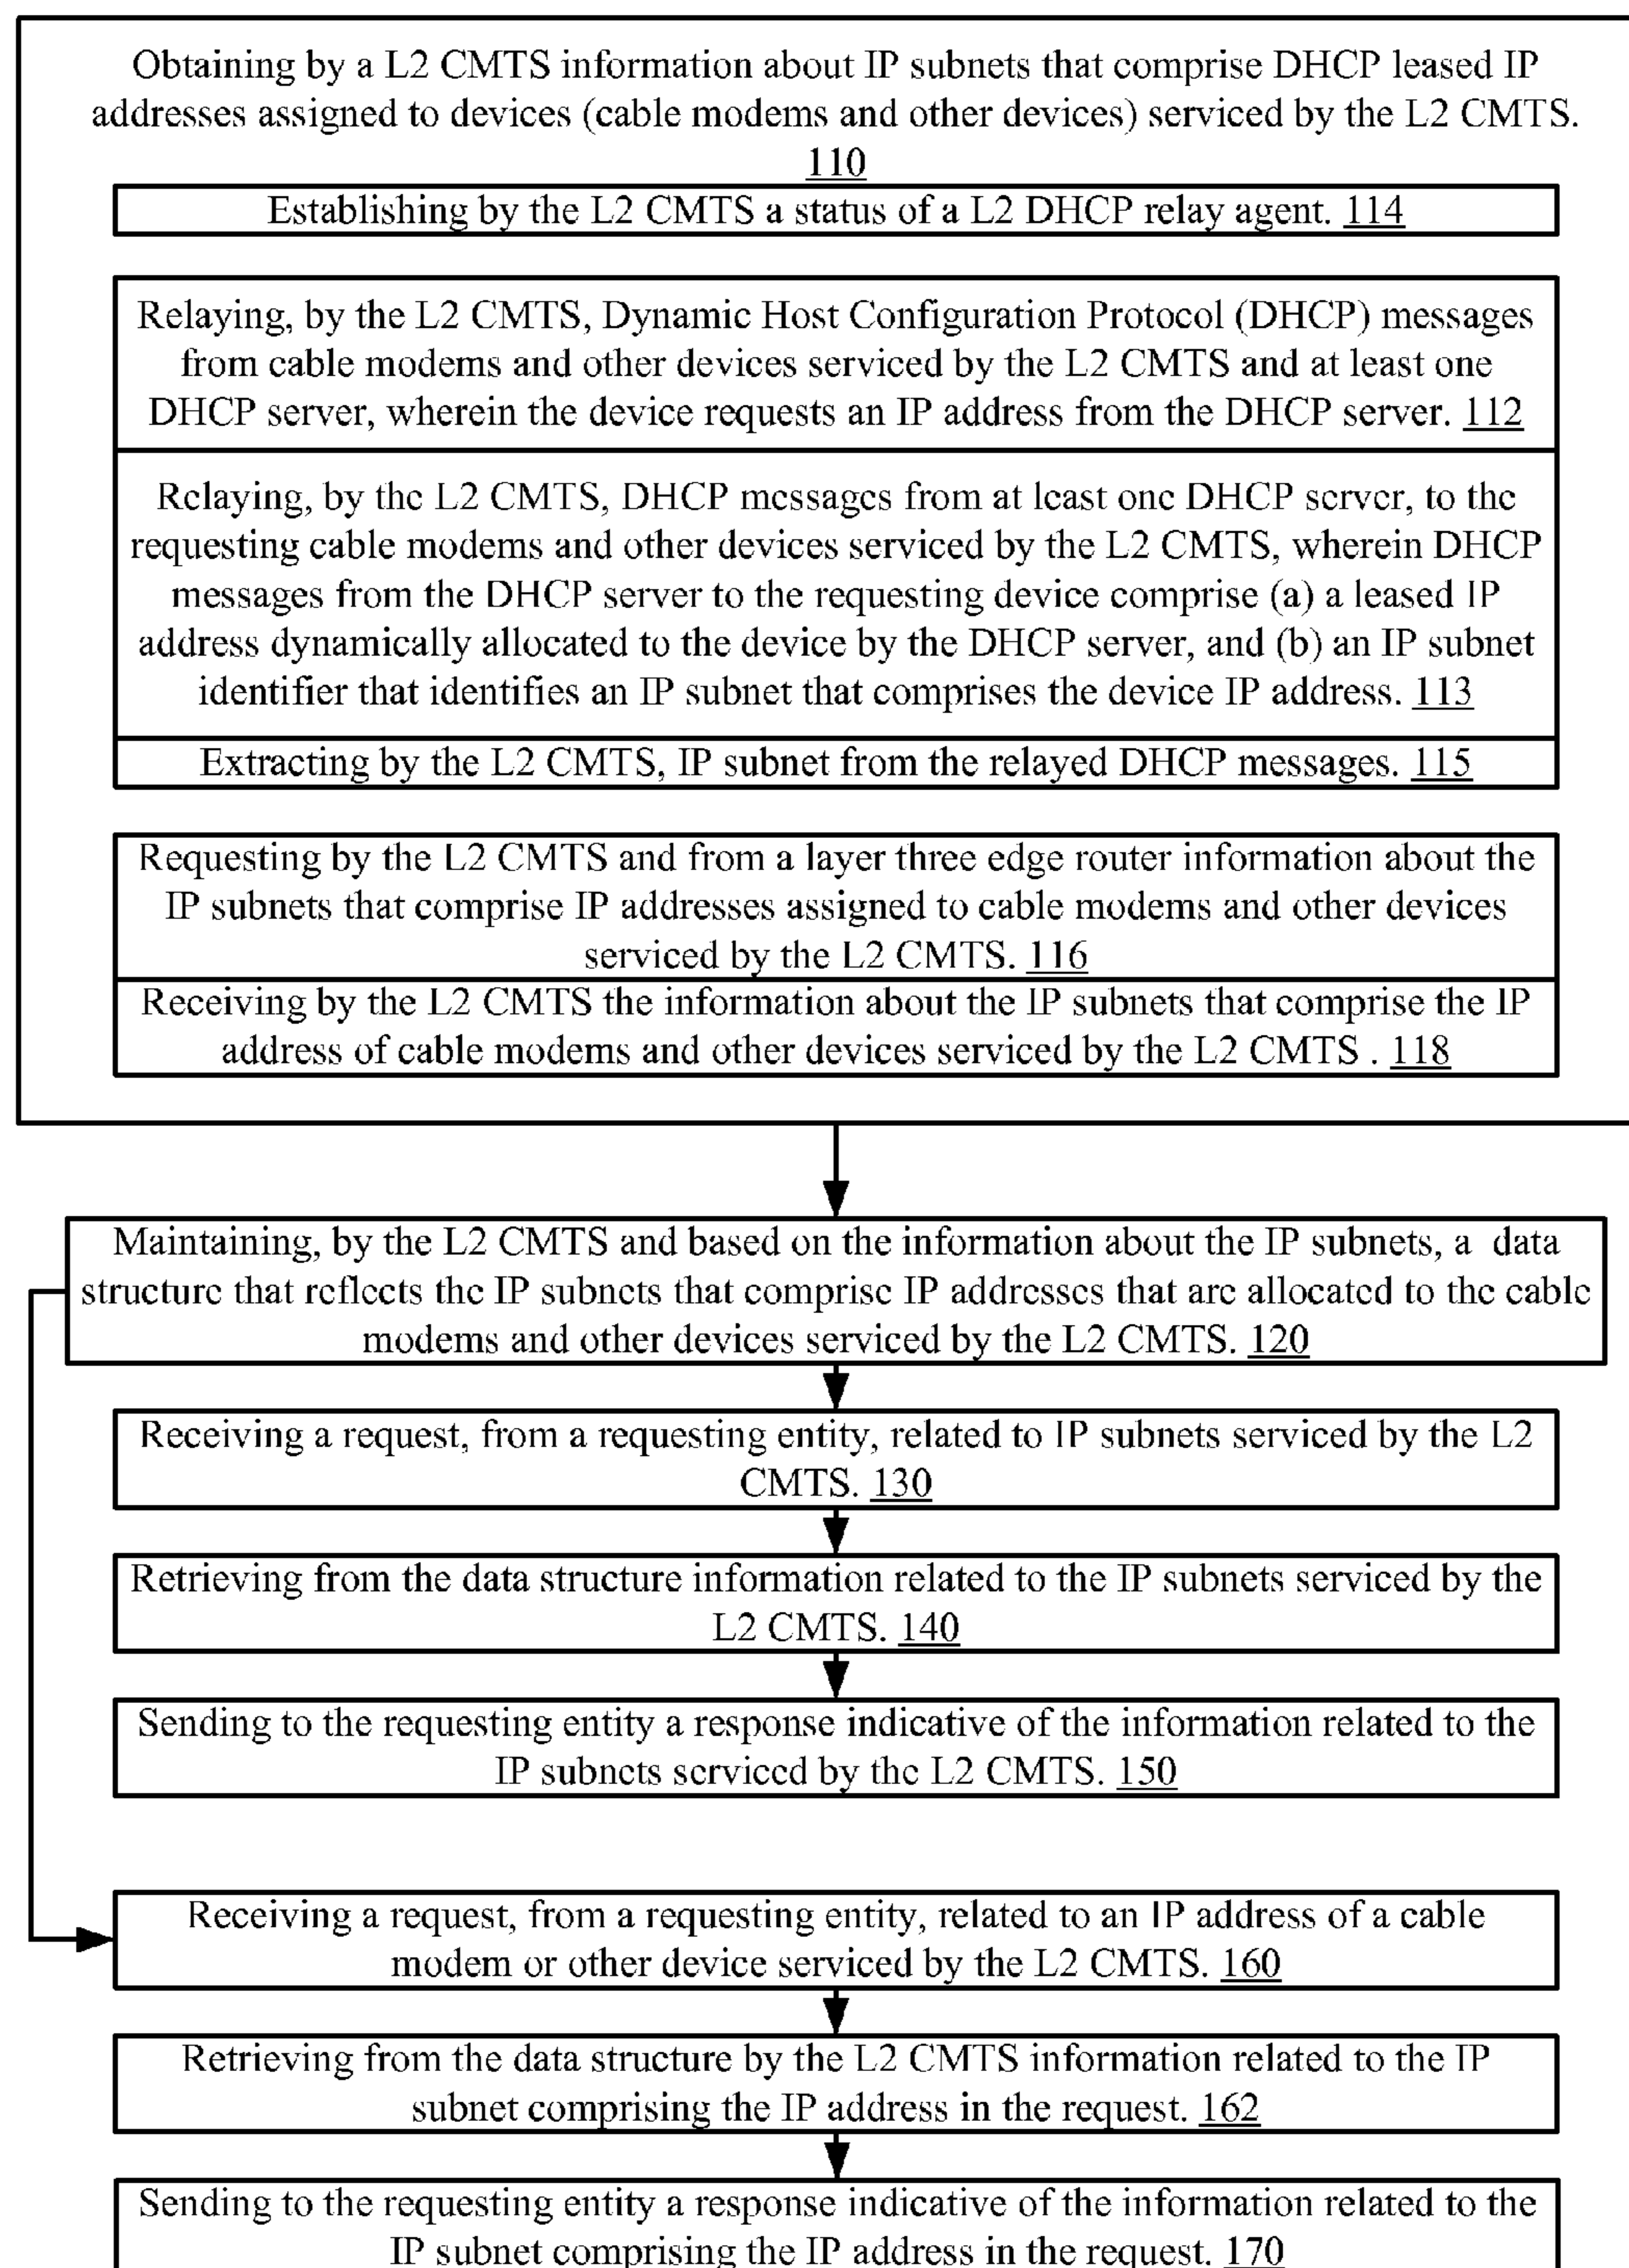 Obtaining by a L2 CMTS information about IP subnets that comprise DHCP leased IP
addresses assigned to devices (cable modems and other devices) serviced by the L2 CMTS.
110
Establishing by the L2 CMTS a status of a L2 DHCP relay agent. 114
Relaying, by the L2 CMTS, Dynamic Host Configuration Protocol (DHCP) messages
from cable modems and other devices serviced by the L2 CMTS and at least one
DHCP server, wherein the device requests an IP address from the DHCP server. 112
Relaying, by the L2 CMTS, DHCP messages from at least one DHCP server, to the
requesting cable modems and other devices serviced by the L2 CMTS, wherein DHCP
messages from the DHCP server to the requesting device comprise (a) a leased IP
address dynamically allocated to the device by the DHCP server, and (b) an IP subnet
identifier that identifies an IP subnet that comprises the device IP address. 113
Extracting by the L2 CMTS, IP subnet from the relayed DHCP messages. 115
Requesting by the L2 CMTS and from a layer three edge router information about the
IP subnets that comprise IP addresses assigned to cable modems and other devices
serviced by the L2 CMTS. 116
Receiving by the L2 CMTS the information about the IP subnets that comprise the IP
address of cable modems and other devices serviced by the L2 CMTS . 118
Maintaining, by the L2 CMTS and based on the information about the IP subnets, a data
structure that reflects the IP subnets that comprise IP addresses that are allocated to the cable
modems and other devices serviced by the L2 CMTS. 120
Receiving a request, from a requesting entity, related to IP subnets serviced by the L2
CMTS. 130
Retrieving from the data structure information related to the IP subnets serviced by the
L2 CMTS. 140
Sending to the requesting entity a response indicative of the information related to the
IP subnets serviced by the L2 CMTS. 150
Receiving a request, from a requesting entity, related to an IP address of a cable
modem or other device serviced by the L2 CMTS. 160
Retrieving from the data structure by the L2 CMTS information related to the IP
subnet comprising the IP address in the request. 162
Sending to the requesting entity a response indicative of the information related to the
IP subnet comprising the IP address in the request. 170